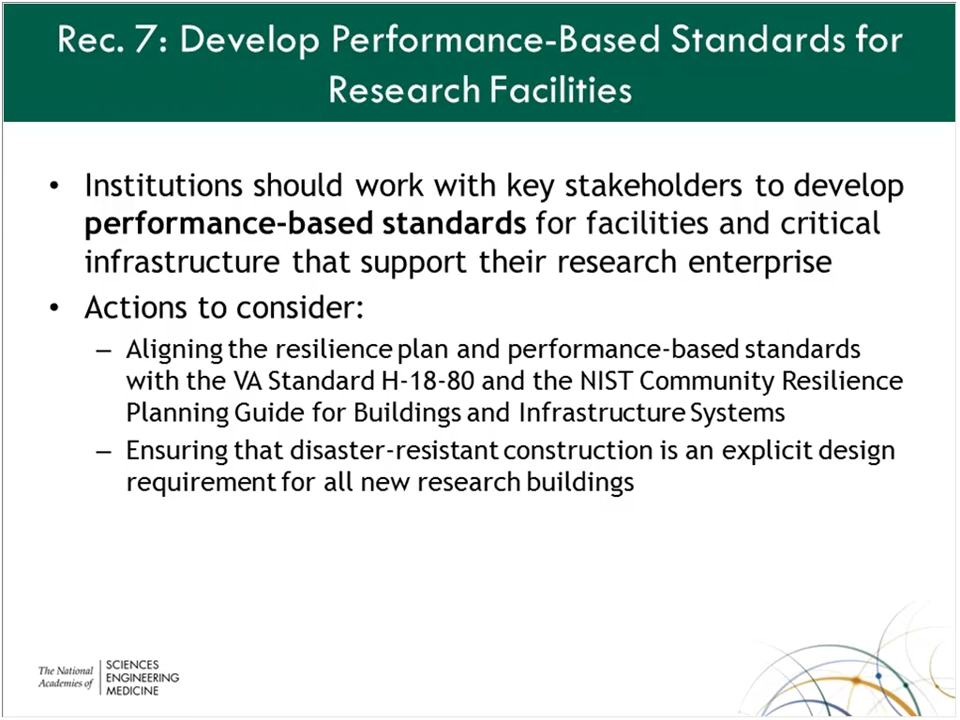 Rec. 7: Develop Performance-Based Standards for
Research Facilities
• Institutions should work with key stakeholders to develop
performance-based standards for facilities and critical
infrastructure that support their research enterprise
• Actions to consider:
– Aligning the resilience plan and performance-based standards
with the VA Standard H-18-80 and the NIST Community Resilience
Planning Guide for Buildings and Infrastructure Systems
– Ensuring that disaster-resistant construction is an explicit design
requirement for all new research buildings
The National
Academies of
SCIENCES
ENGINEERING
MEDICINE